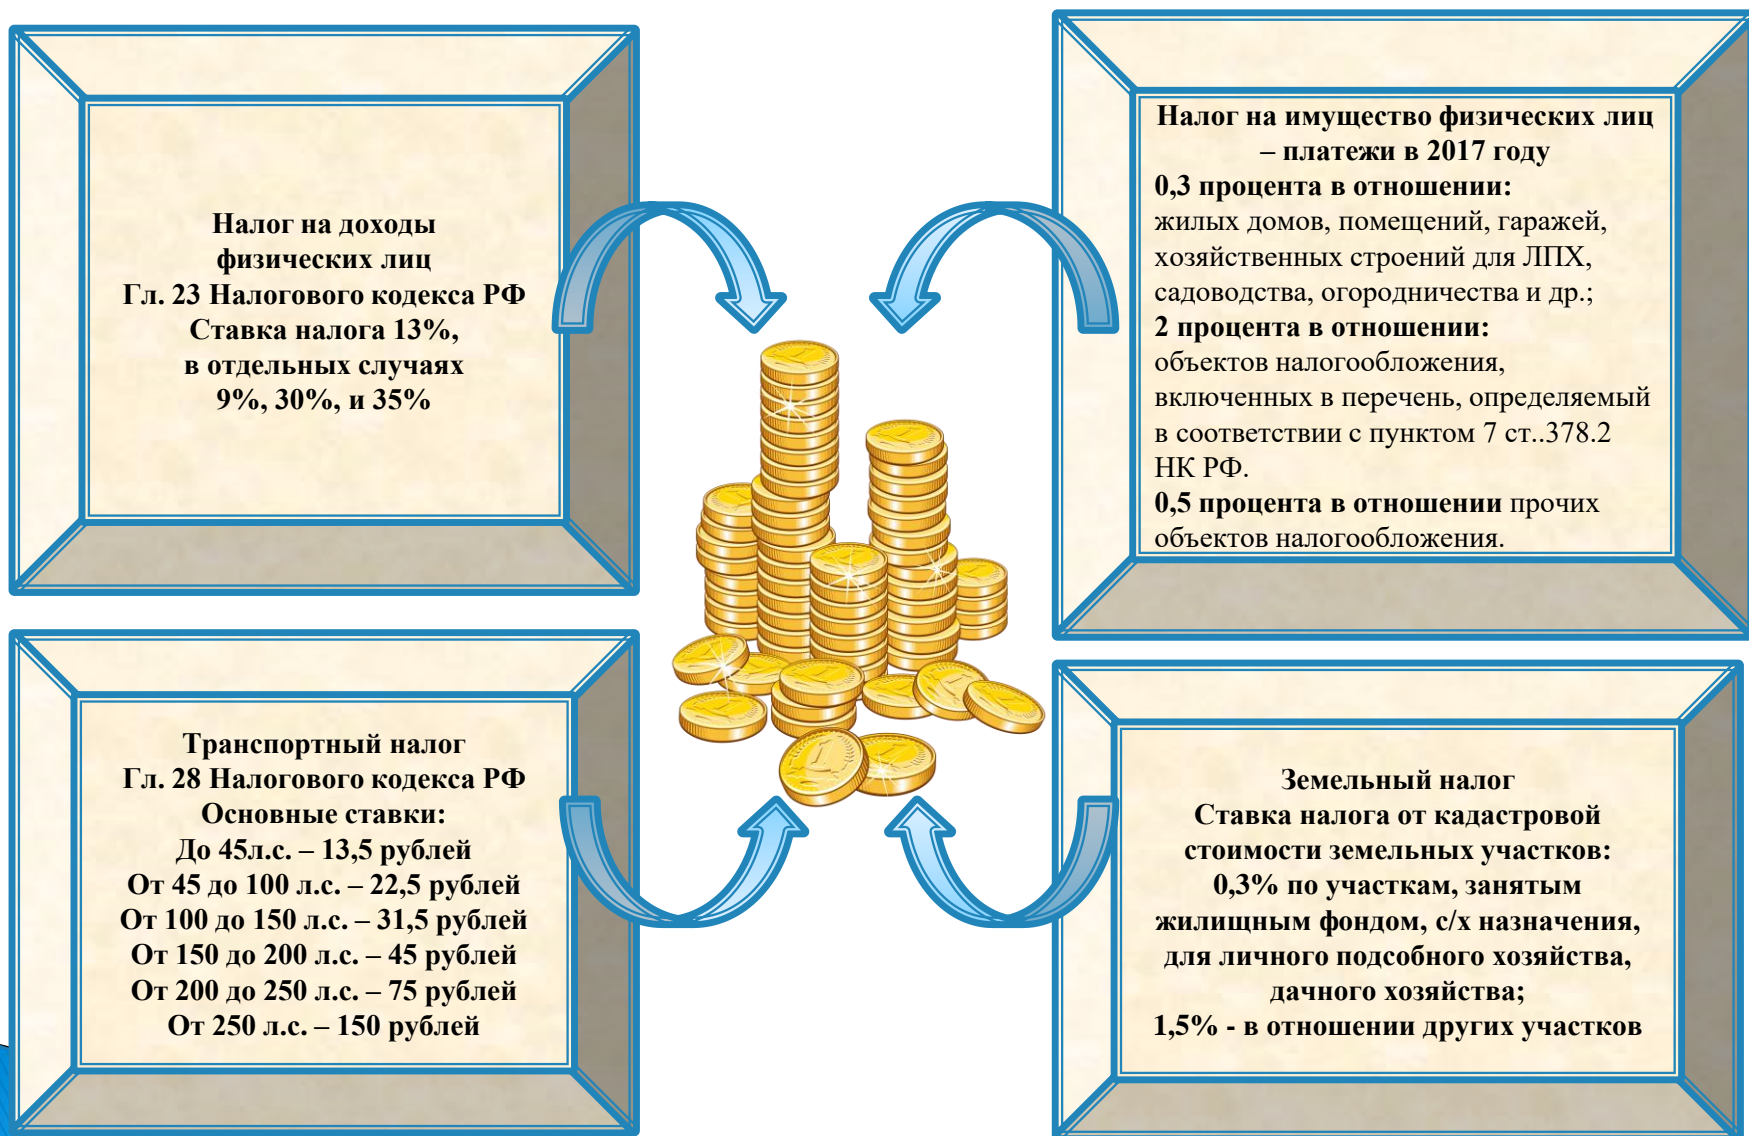 Налог на доходы
физических лиц
Гл. 23 Налогового кодекса РФ
Ставка налога 13%,
в отдельных случаях
9%, 30%, и 35%
Налог на имущество физических лиц
– платежи в 2017 году
0,3 процента в отношении:
жилых домов, помещений, гаражей,
хозяйственных строений для ЛПХ,
садоводства, огородничества и др.;
2 процента в отношении:
объектов налогообложения,
включенных в перечень, определяемый
в соответствии с пунктом 7 ст..378.2
НК РФ.
0,5 процента в отношении прочих
объектов налогообложения.
Транспортный налог
Гл. 28 Налогового кодекса РФ
Основные ставки:
До 45л.с. – 13,5 рублей
От 45 до 100 л.с. – 22,5 рублей
От 100 до 150 л.с. – 31,5 рублей
От 150 до 200 л.с. – 45 рублей
От 200 до 250 л.с. – 75 рублей
От 250 л.с. – 150 рублей
Земельный налог
Ставка налога от кадастровой
стоимости земельных участков:
0,3% по участкам, занятым
жилищным фондом, с/х назначения,
для личного подсобного хозяйства,
дачного хозяйства;
1,5% - в отношении других участков